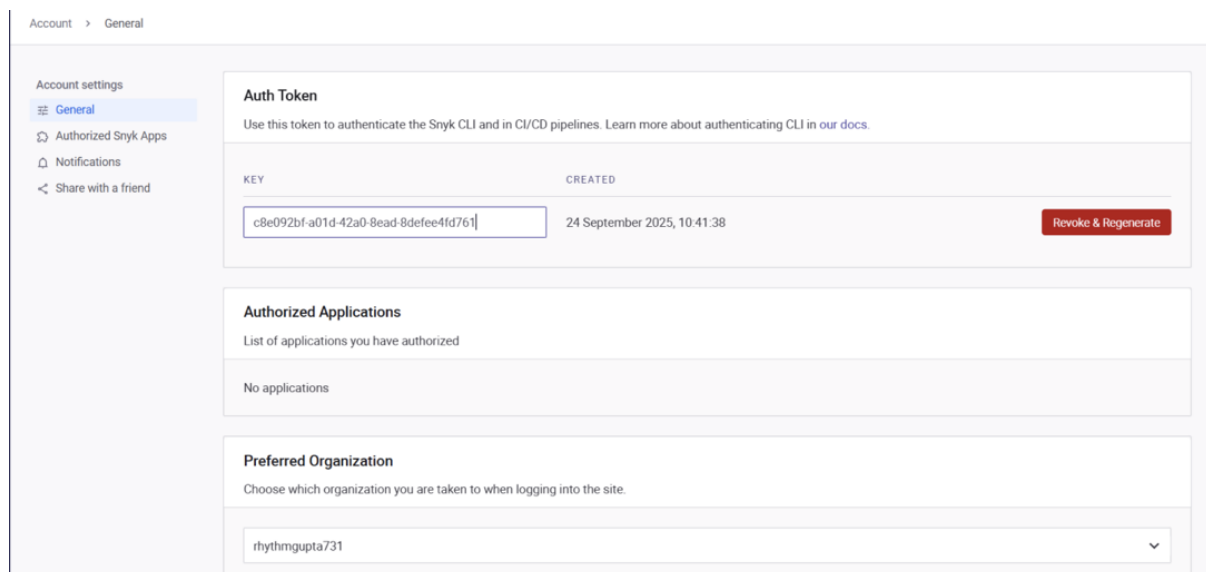 Account > General
Account settings
General
Authorized Snyk Apps
Notifications
Share with a friend
Auth Token
Use this token to authenticate the Snyk CLI and in CI/CD pipelines. Learn more about authenticating CLI in our docs.
KEY CREATED
c8e092bf-a01d-42a0-8ead-8defee4fd761 24 September 2025, 10:41:38 Revoke & Regenerate
Authorized Applications
List of applications you have authorized
No applications
Preferred Organization
Choose which organization you are taken to when logging into the site.
rhythmgupta731